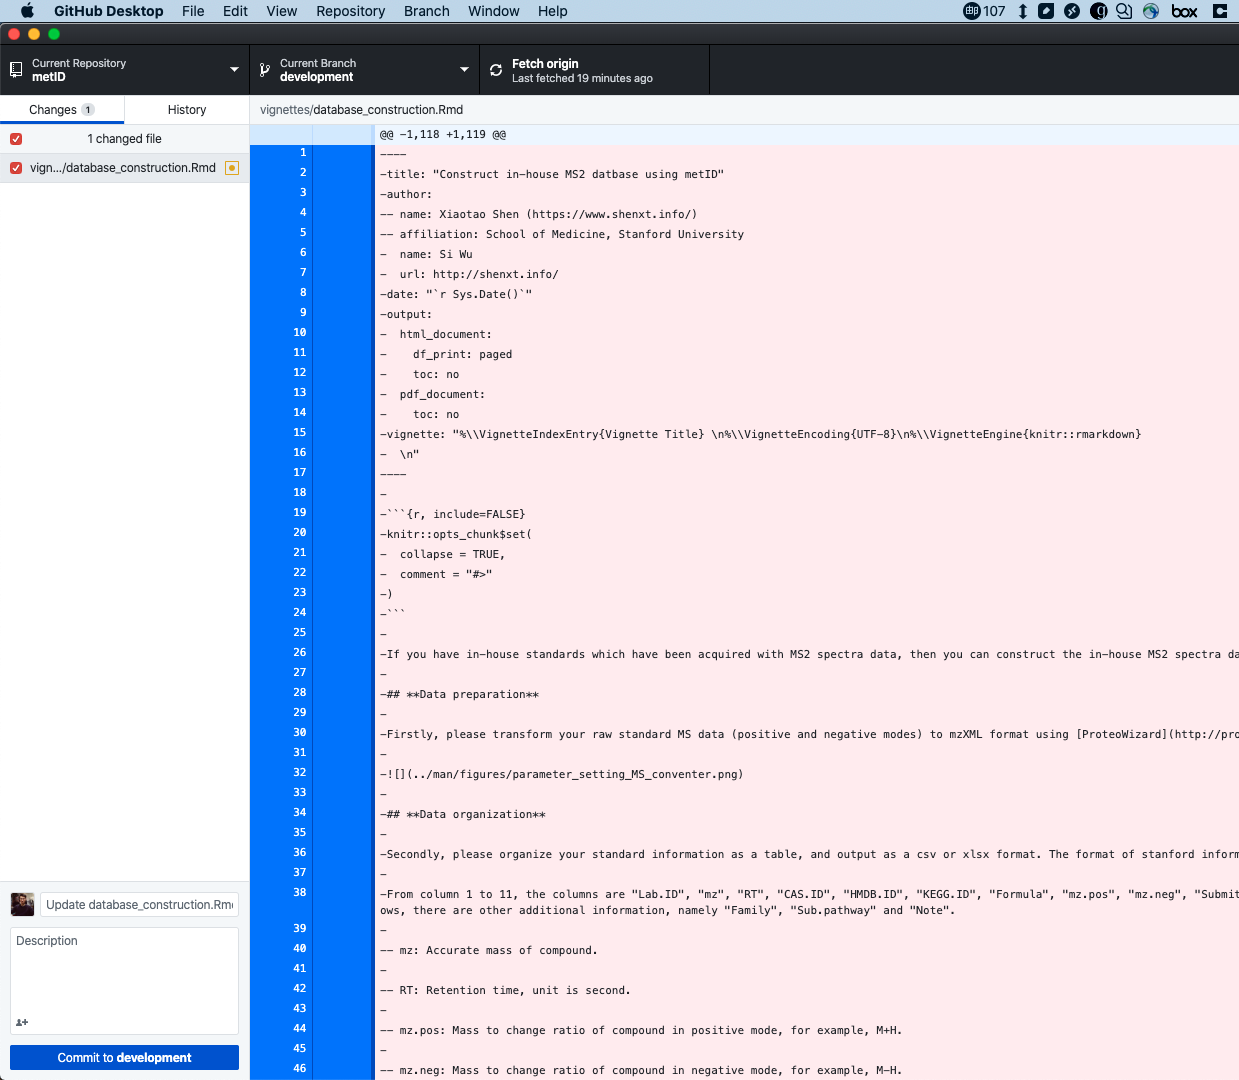 GitHub Desktop File Edit View Repository Branch Window Help 107 box
Current Repository
metID
Current Branch
development
Fetch origin
Last fetched 19 minutes ago
Changes 1 History
vignettes/database_construction.Rmd
1 changed file
vign.../database_construction.Rmd
@@ -1,118 +1,119 @@
1 ----
2 -title: "Construct in-house MS2 datbase using metID"
3 -author:
4 -- name: Xiaotao Shen (https://www.shenxt.info/)
5 -- affiliation: School of Medicine, Stanford University
6 -  name: Si Wu
7 -  url: http://shenxt.info/
8 -date: "`r Sys.Date()`"
9 -output:
10 -  html_document:
11 -    df_print: paged
12 -    toc: no
13 -  pdf_document:
14 -    toc: no
15 -vignette: "%\\VignetteIndexEntry{Vignette Title} \n%\\VignetteEncoding{UTF-8}\n%\\VignetteEngine{knitr::rmarkdown}
16 -  \n"
17 ----
18 -
19 -```{r, include=FALSE}
20 -knitr::opts_chunk$set(
21 -  collapse = TRUE,
22 -  comment = "#>"
23 -)
24 -```
25 -
26 -If you have in-house standards which have been acquired with MS2 spectra data, then you can construct the in-house MS2 spectra da
27 -
28 -## **Data preparation**
29 -
30 -Firstly, please transform your raw standard MS data (positive and negative modes) to mzXML format using [ProteoWizard](http://pro
31 -
32 -![](../man/figures/parameter_setting_MS_conventer.png)
33 -
34 -## **Data organization**
35 -
36 -Secondly, please organize your standard information as a table, and output as a csv or xlsx format. The format of stanford inform
37 -
38 -From column 1 to 11, the columns are "Lab.ID", "mz", "RT", "CAS.ID", "HMDB.ID", "KEGG.ID", "Formula", "mz.pos", "mz.neg", "Submit
ows, there are other additional information, namely "Family", "Sub.pathway" and "Note".
39 -
40 -- mz: Accurate mass of compound.
41 -
42 -- RT: Retention time, unit is second.
43 -
44 -- mz.pos: Mass to change ratio of compound in positive mode, for example, M+H.
45 -
46 -- mz.neg: Mass to change ratio of compound in negative mode, for example, M-H.
Update database_construction.Rm
Description
Commit to development